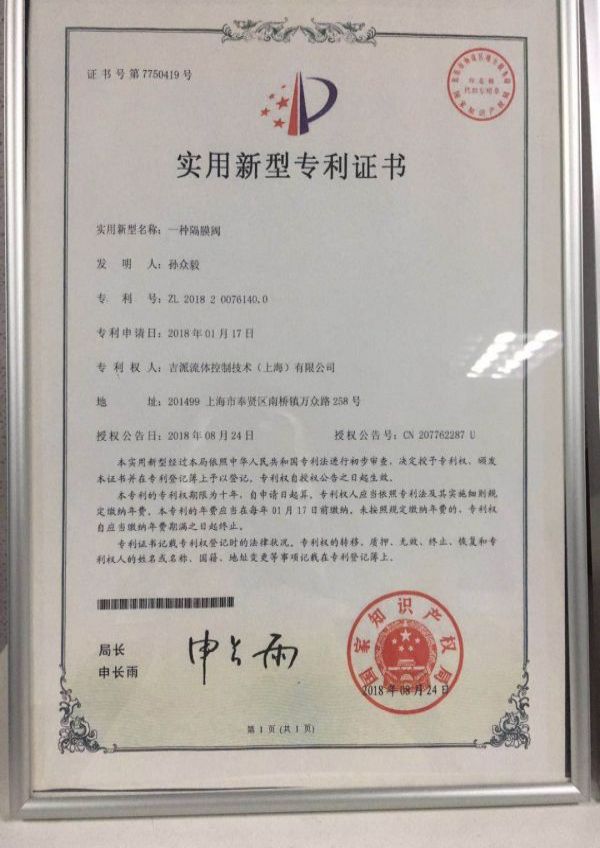 证书号第7750419号
实用新型专利证书
实用新型名称：一种隔膜阀
发明人：孙众毅
专利号：ZL 2018 2 0076140.0
专利申请日：2018年01月17日
专利权人：吉派流体控制技术（上海）有限公司
地址：201499 上海市奉贤区南桥镇万众路258号
授权公告日：2018年08月24日 授权公告号：CN 207762287 U
本实用新型经过本局依照中华人民共和国专利法进行初步审查，决定授予专利权，颁发
本证书并在专利登记簿上予以登记。专利权自授权公告之日起生效。
本专利的专利权期限为十年，自申请日起算。专利权人应当依照专利法及其实施细则规
定缴纳年费。本专利的年费应当在每年01月17日前缴纳。未按照规定缴纳年费的，专利权
自应当缴纳年费期满之日起终止。
专利证书记载专利权登记时的法律状况。专利权的转移、质押、无效、终止、恢复和专
利权人的姓名或名称、国籍、地址变更等事项记载在专利登记簿上。
局长
申长雨
申长雨
国家知识产权局
2018年08月24日
第1页(共1页)